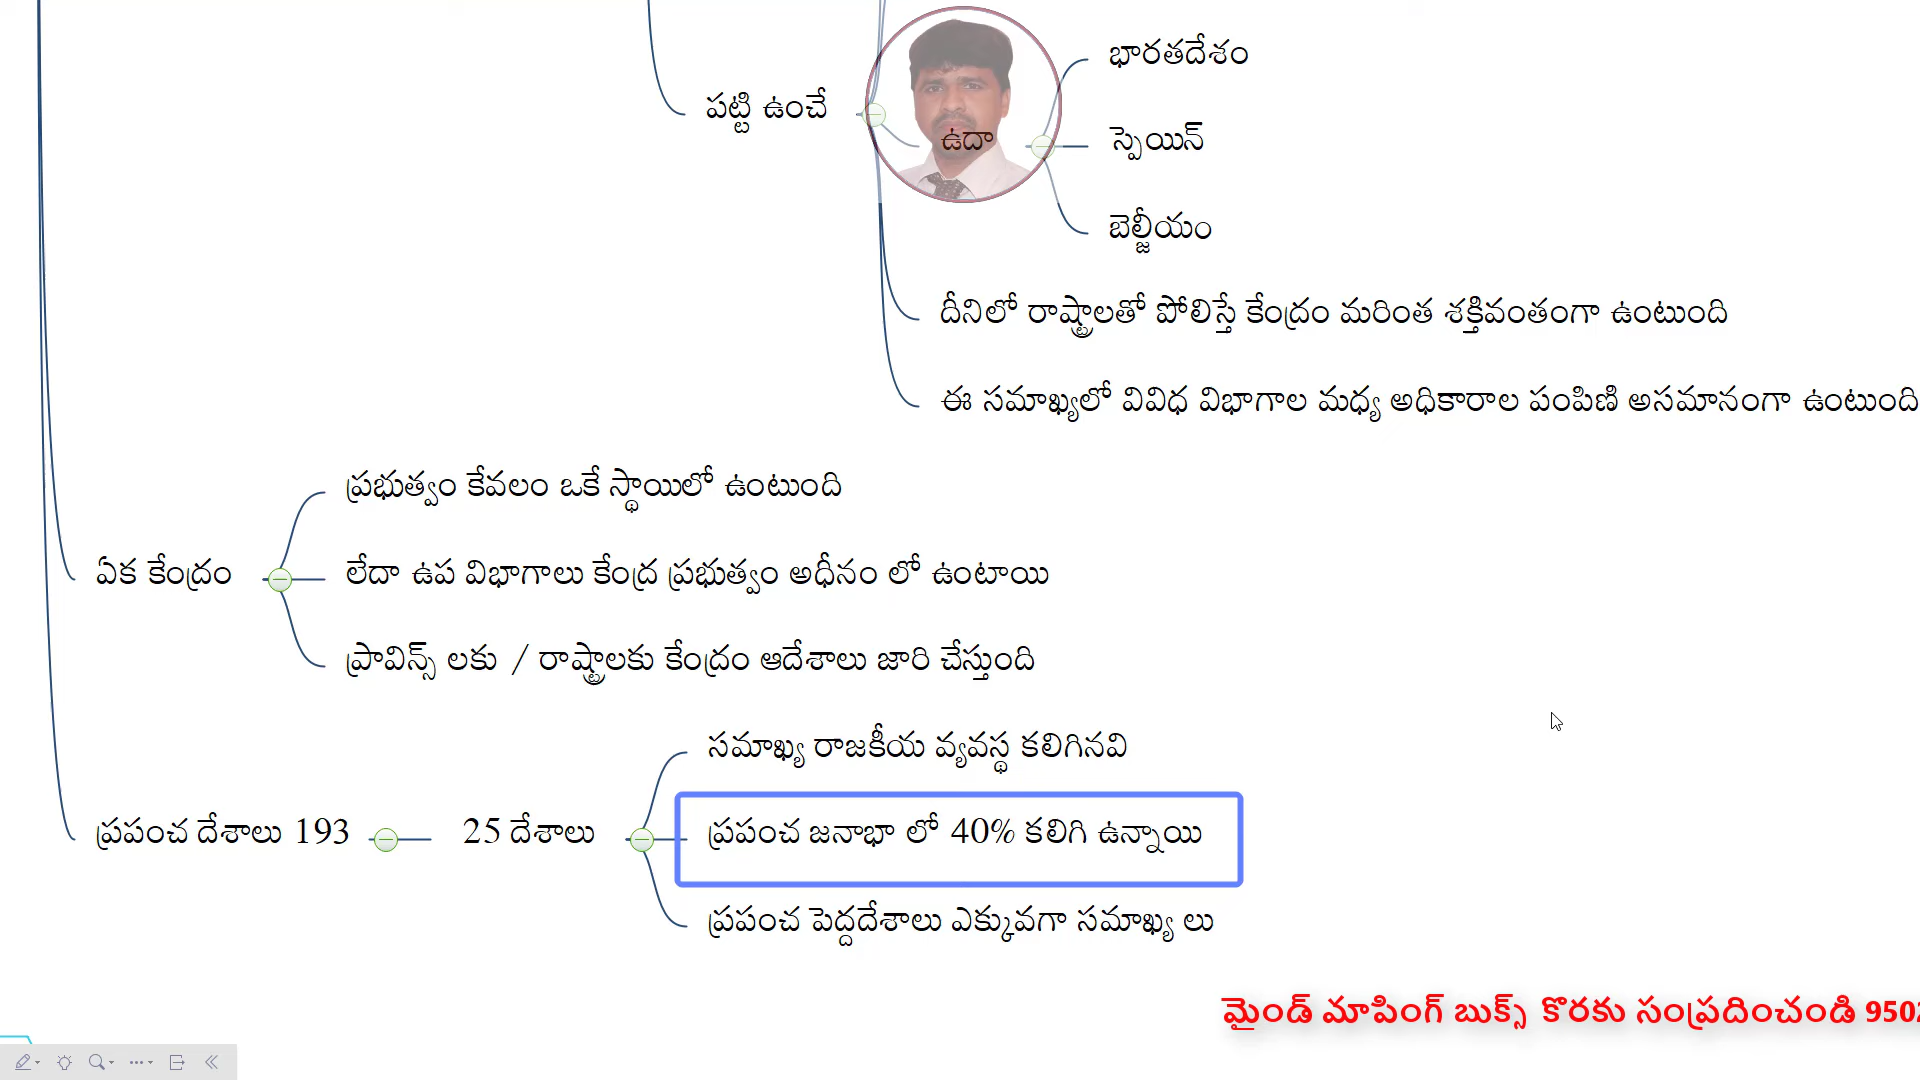 భారతదేశం
పట్టి ఉంచే
ఉదా
స్పెయిన్
బెల్జీయం
దీనిలో రాష్ట్రాలతో పోలిస్తే కేంద్రం మరింత శక్తివంతంగా ఉంటుంది
ఈ సమాఖ్యలో వివిధ విభాగాల మధ్య అధికారాల పంపిణి అసమానంగా ఉంటుంది
ప్రభుత్వం కేవలం ఒకే స్థాయిలో ఉంటుంది
ఏక కేంద్రం
లేదా ఉప విభాగాలు కేంద్ర ప్రభుత్వం అధీనం లో ఉంటాయి
ప్రావిన్స్ లకు / రాష్ట్రాలకు కేంద్రం ఆదేశాలు జారి చేస్తుంది
సమాఖ్య రాజకీయ వ్యవస్థ కలిగినవి
ప్రపంచ దేశాలు 193
25 దేశాలు
ప్రపంచ జనాభా లో 40% కలిగి ఉన్నాయి
ప్రపంచ పెద్దదేశాలు ఎక్కువగా సమాఖ్య లు
మైండ్ మాపింగ్ బుక్స్ కొరకు సంప్రదించండి 950